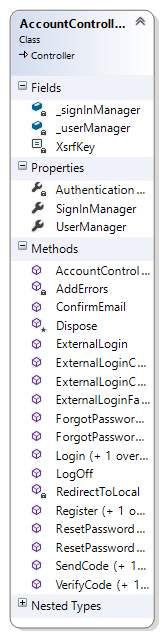 AccountControll...
Class
Controller
Fields
_signInManager
_userManager
XsrfKey
Properties
Authentication ...
SignInManager
UserManager
Methods
AccountControl...
AddErrors
ConfirmEmail
Dispose
ExternalLogin
ExternalLoginC...
ExternalLoginC...
ExternalLoginFa...
ForgotPasswor...
ForgotPasswor...
Login (+ 1 over...
LogOff
RedirectToLocal
Register (+ 1 o...
ResetPassword ...
ResetPassword ...
SendCode (+ 1...
VerifyCode (+ 1...
Nested Types